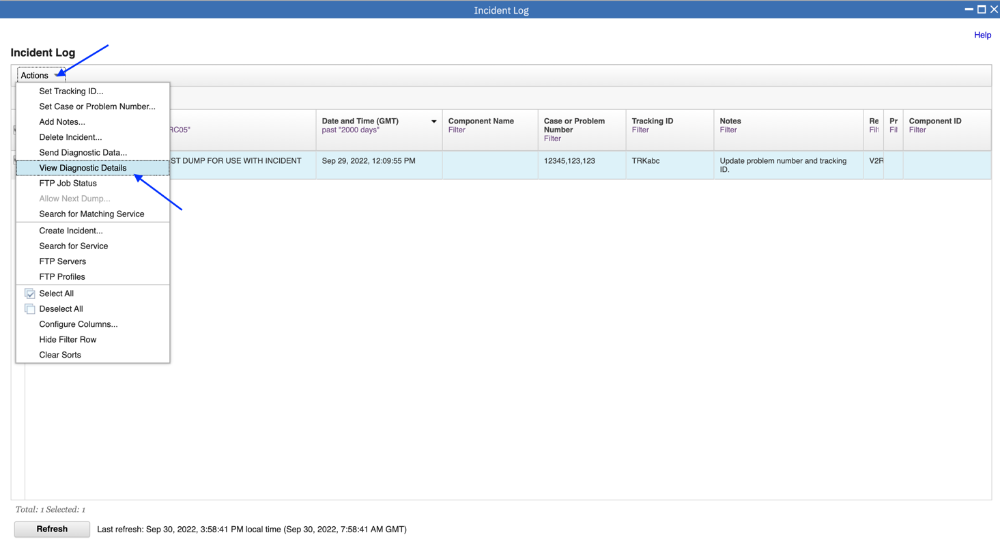 Incident Log
Help
Incident Log
Actions
Set Tracking ID...
Set Case or Problem Number...
Add Notes...
Delete Incident...
Send Diagnostic Data...
View Diagnostic Details
FTP Job Status
Allow Next Dump...
Search for Matching Service
Create Incident...
Search for Service
FTP Servers
FTP Profiles
Select All
Deselect All
Configure Columns...
Hide Filter Row
Clear Sorts
RC05"
Date and Time (GMT)
past "2000 days"
Component Name
Filter
Case or Problem
Number
Filter
Tracking ID
Filter
Notes
Filter
Re
Fil
Pr
Fil
Component ID
Filter
ST DUMP FOR USE WITH INCIDENT
Sep 29, 2022, 12:09:55 PM
12345,123,123
TRKabc
Update problem number and tracking
ID.
V2R
Total: 1 Selected: 1
Refresh
Last refresh: Sep 30, 2022, 3:58:41 PM local time (Sep 30, 2022, 7:58:41 AM GMT)